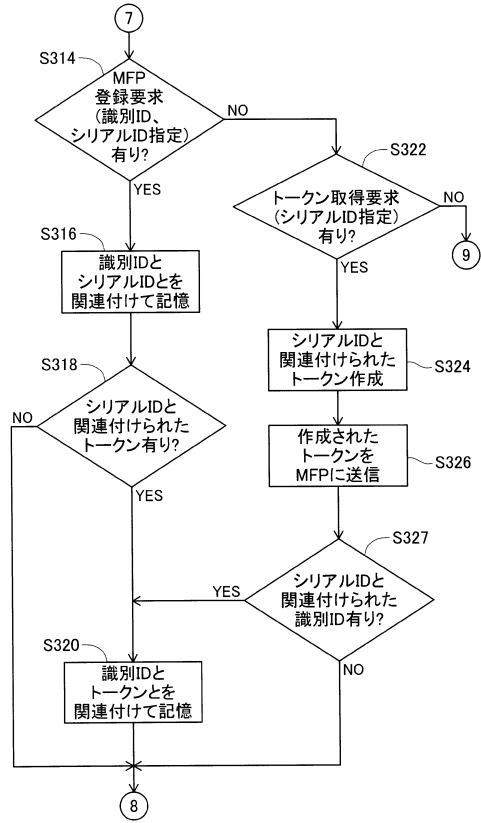 7
S314
MFP
登録要求
(識別ID、
シリアルID指定)
有り?
NO
YES
S322
トークン取得要求
(シリアルID指定)
有り?
NO
9
YES
S316
識別IDと
シリアルIDとを
関連付けて記憶
シリアルIDと
関連付けられた
トークン作成
S324
S318
シリアルIDと
関連付けられた
トークン有り?
NO
YES
作成された
トークンを
MFPに送信
S326
S327
シリアルIDと
関連付けられた
識別ID有り?
YES
NO
S320
識別IDと
トークンとを
関連付けて記憶
8